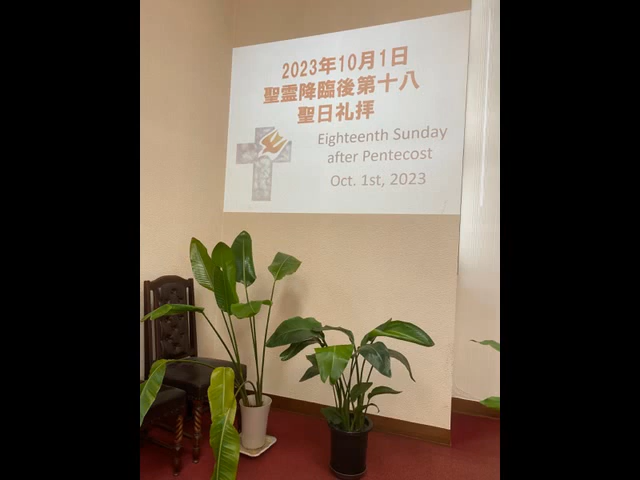 2023年10月1日
聖霊降臨後第十八
聖日礼拝
Eighteenth Sunday
after Pentecost
Oct. 1st, 2023